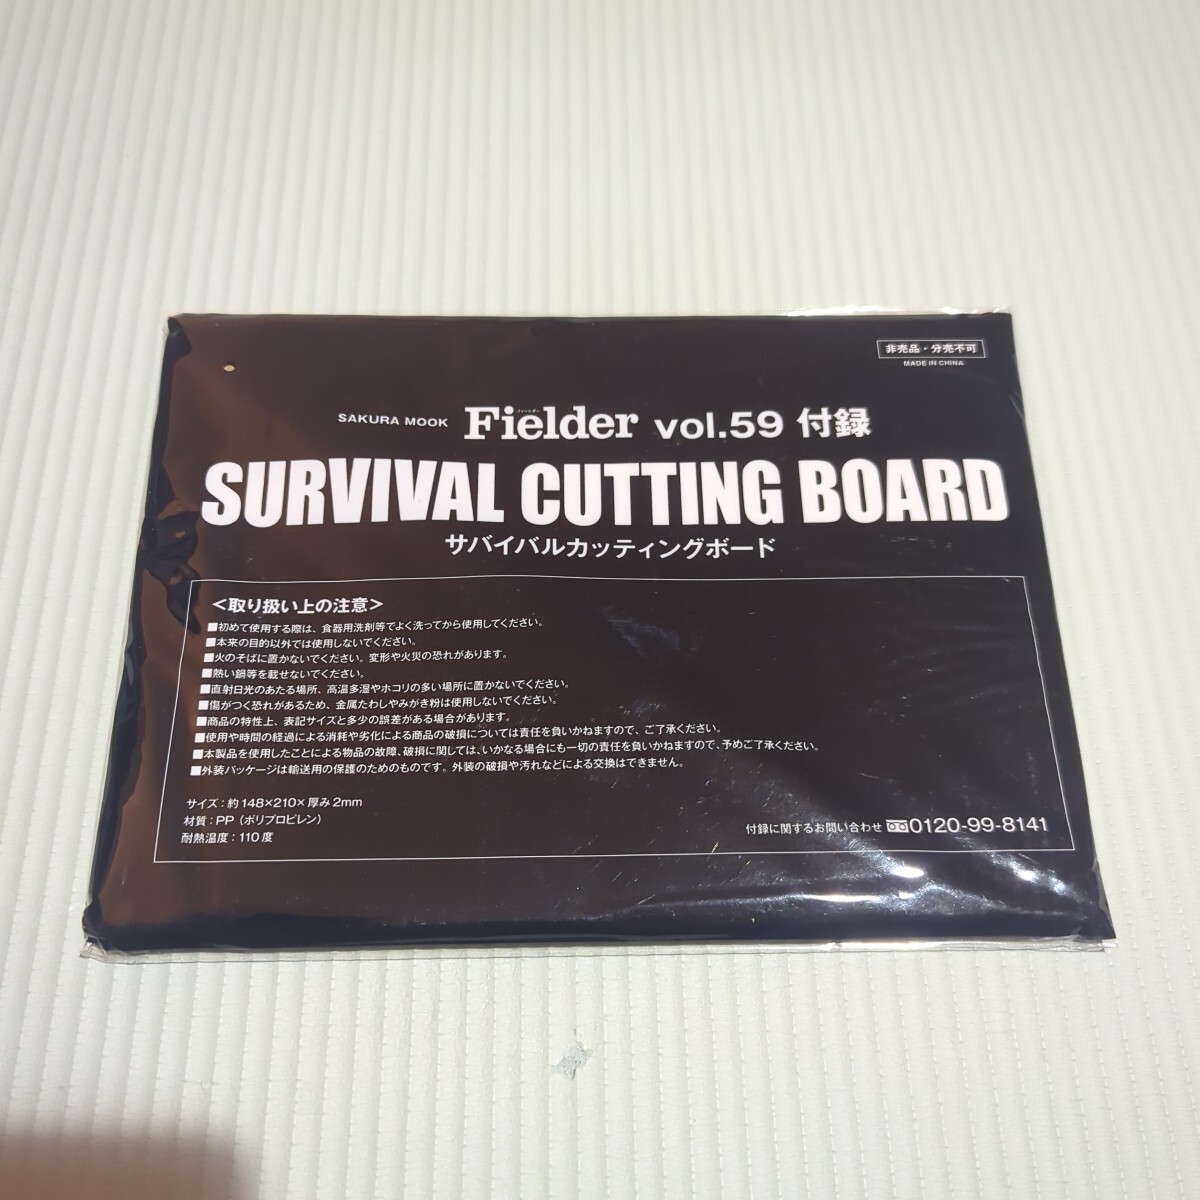 非売品・分売不可
MADE IN CHINA
SAKURA MOOK Fielder vol.59 付録
フィールダー
SURVIVAL CUTTING BOARD
サバイバルカッティングボード
＜取り扱い上の注意＞
■初めて使用する際は、食器用洗剤等でよく洗ってから使用してください。
■本来の目的以外では使用しないでください。
■火のそばに置かないでください。変形や火災の恐れがあります。
■熱い鍋等を載せないでください。
■直射日光のあたる場所、高温多湿やホコリの多い場所に置かないでください。
■傷がつく恐れがあるため、金属たわしやみがき粉は使用しないでください。
■商品の特性上、表記サイズと多少の誤差がある場合があります。
■使用や時間の経過による消耗や劣化による商品の破損については責任を負いかねますので、ご了承ください。
■本製品を使用したことによる物品の故障、破損に関しては、いかなる場合にも一切の責任を負いかねますので、予めご了承ください。
■外装パッケージは輸送用の保護のためのものです。外装の破損や汚れなどによる交換はできません。
サイズ：約148×210×厚み2mm
材質：PP（ポリプロピレン）
耐熱温度：110度
付録に関するお問い合わせ 0120-99-8141